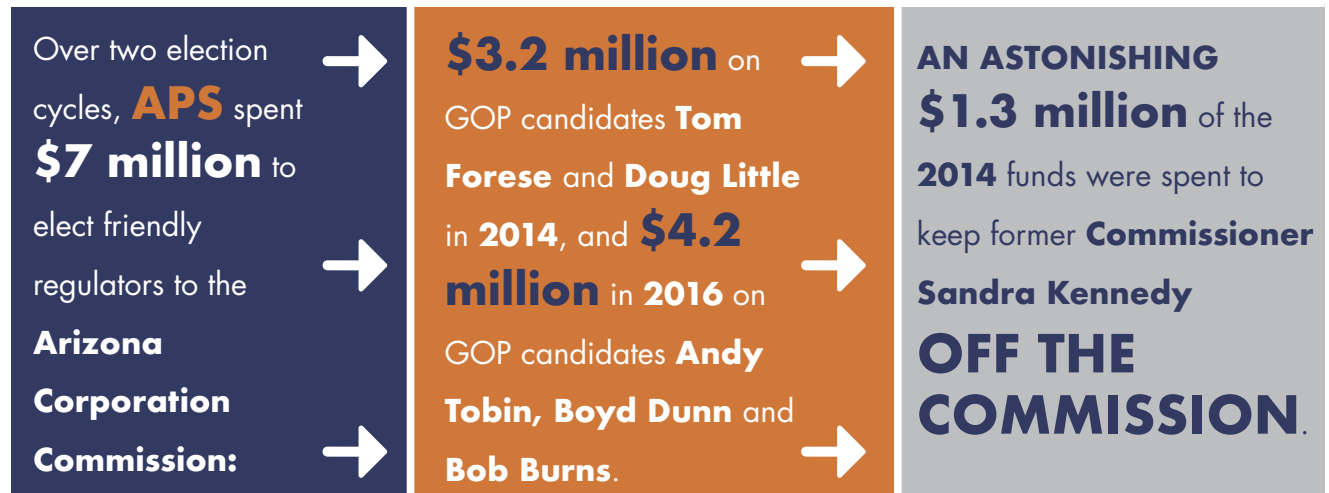 Over two election
cycles, APS spent
$7 million to
elect friendly
regulators to the
Arizona
Corporation
Commission:
$3.2 million on
GOP candidates Tom
Forese and Doug Little
in 2014, and $4.2
million in 2016 on
GOP candidates Andy
Tobin, Boyd Dunn and
Bob Burns.
AN ASTONISHING
$1.3 million of the
2014 funds were spent to
keep former Commissioner
Sandra Kennedy
OFF THE
COMMISSION.